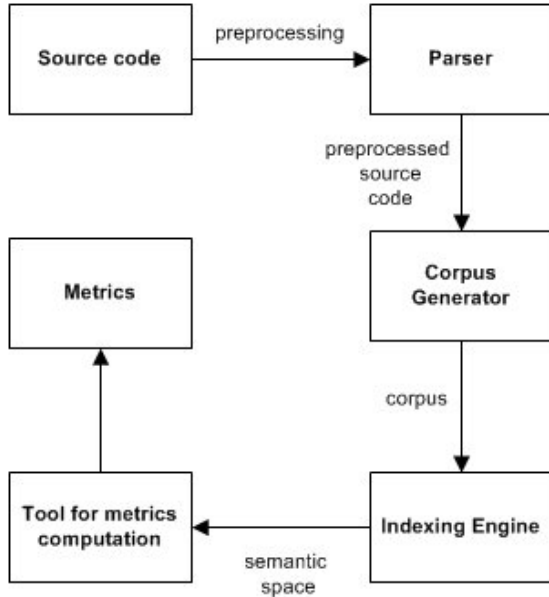 preprocessing
Source code
Parser
preprocessed
source
code
Corpus
Generator
Metrics
corpus
Tool for metrics
computation
Indexing Engine
semantic
space